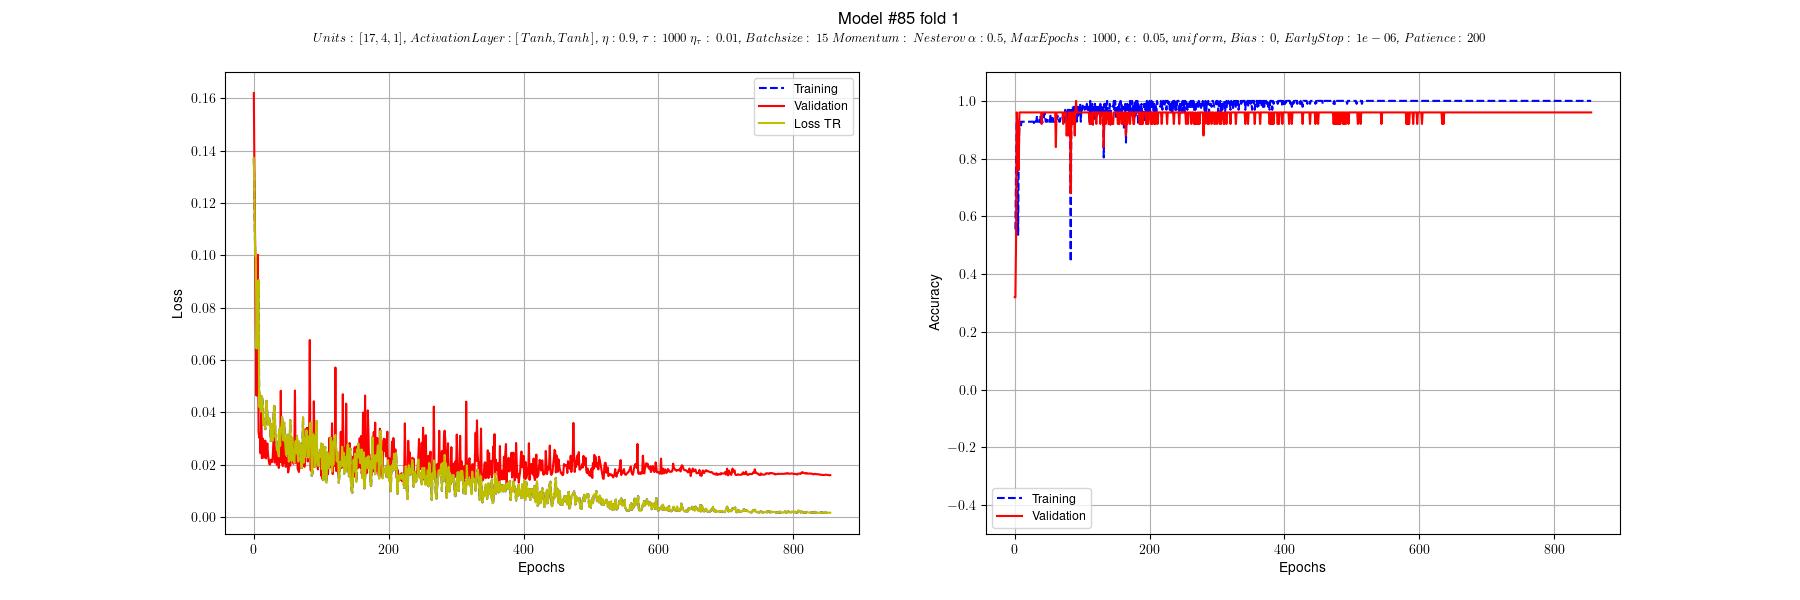 Model #85 fold 1
Units : [17, 4, 1], ActivationLayer : [Tanh, Tanh], η : 0.9, τ : 1000 ητ : 0.01, Batchsize : 15 Momentum : Nesterov α : 0.5, MaxEpochs : 1000, ϵ : 0.05, uniform, Bias : 0, EarlyStop : 1e − 06, Patience : 200
Training
Validation
Loss TR
0.16
0.14
0.12
0.10
0.08
0.06
0.04
0.02
0.00
Loss
0 200 400 600 800
Epochs
1.0
0.8
0.6
0.4
0.2
0.0
−0.2
−0.4
Accuracy
Training
Validation
0 200 400 600 800
Epochs